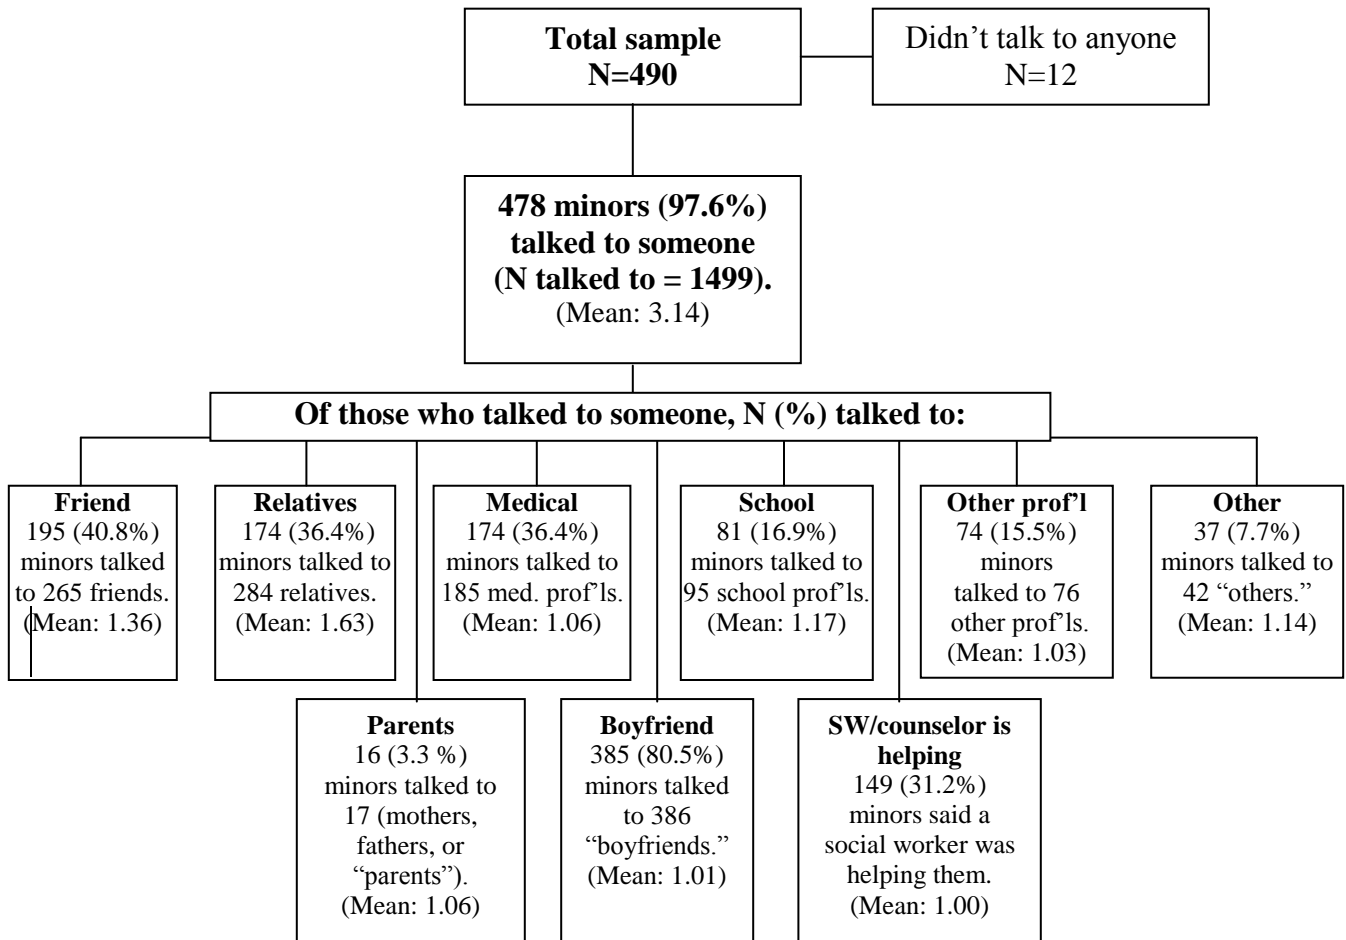 Total sample
N=490
Didn’t talk to anyone
N=12
478 minors (97.6%)
talked to someone
(N talked to = 1499).
(Mean: 3.14)
Of those who talked to someone, N (%) talked to:
Friend
195 (40.8%)
minors talked
to 265 friends.
(Mean: 1.36)
Relatives
174 (36.4%)
minors talked to
284 relatives.
(Mean: 1.63)
Medical
174 (36.4%)
minors talked to
185 med. prof’ls.
(Mean: 1.06)
School
81 (16.9%)
minors talked to
95 school prof’ls.
(Mean: 1.17)
Other prof’l
74 (15.5%)
minors
talked to 76
other prof’ls.
(Mean: 1.03)
Other
37 (7.7%)
minors talked to
42 “others.”
(Mean: 1.14)
Parents
16 (3.3 %)
minors talked to
17 (mothers,
fathers, or
“parents”).
(Mean: 1.06)
Boyfriend
385 (80.5%)
minors talked
to 386
“boyfriends.”
(Mean: 1.01)
SW/counselor is
helping
149 (31.2%)
minors said a
social worker was
helping them.
(Mean: 1.00)